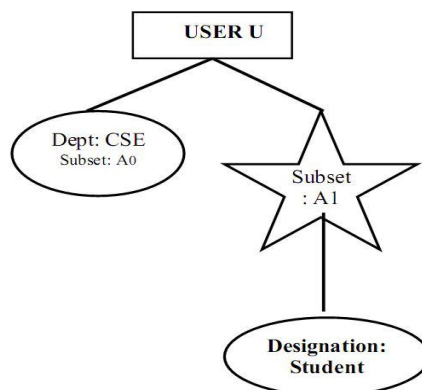 USER U
Dept: CSE
Subset: A0
Subset
: A1
Designation:
Student